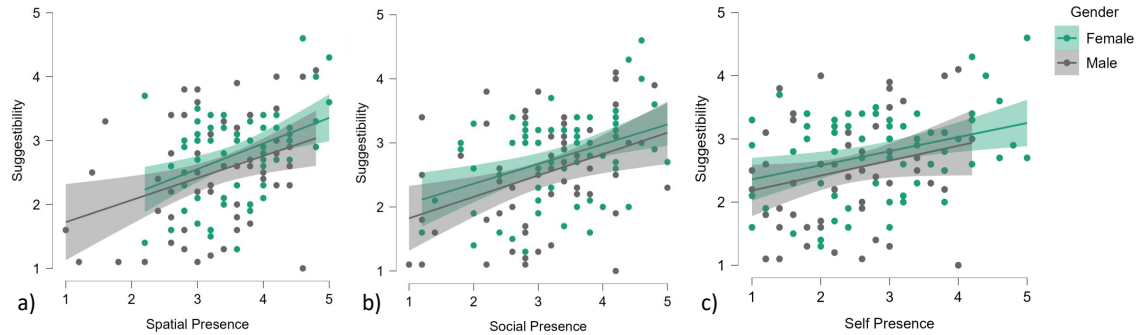 a)
5
4
3
2
1
Suggestibility
1 2 3 4 5
Spatial Presence
b)
5
4
3
2
1
Suggestibility
1 2 3 4 5
Social Presence
c)
5
4
3
2
1
Suggestibility
1 2 3 4 5
Self Presence
Gender
Female
Male